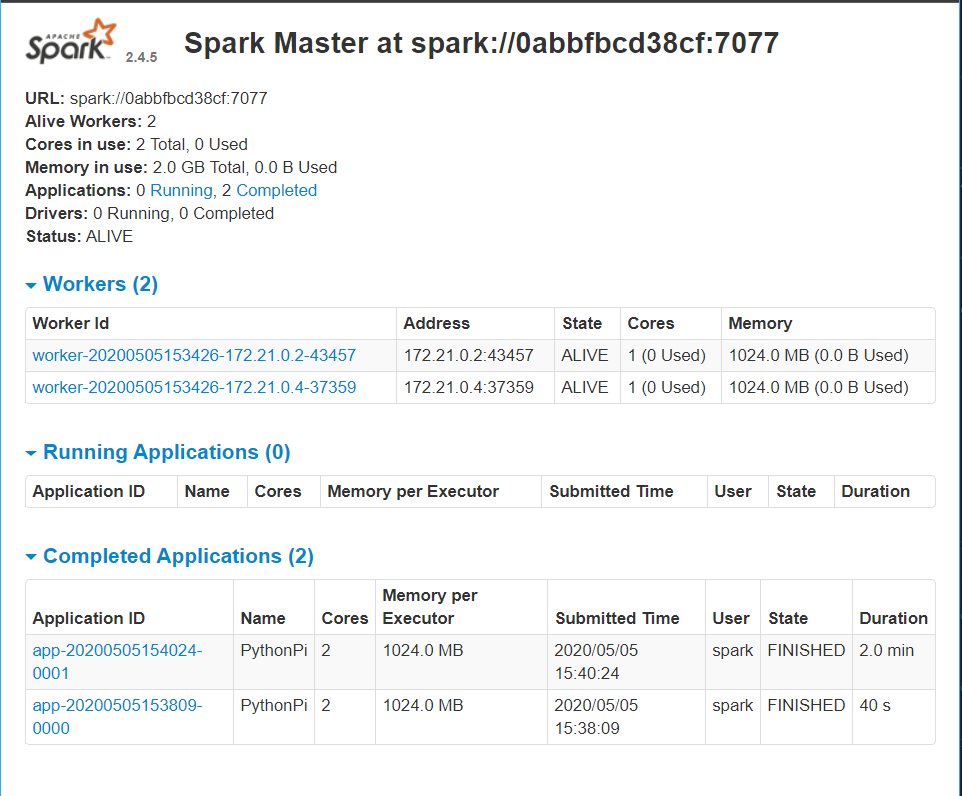 APACHE
Spark 2.4.5 Spark Master at spark://0abbfbcd38cf:7077
URL: spark://0abbfbcd38cf:7077
Alive Workers: 2
Cores in use: 2 Total, 0 Used
Memory in use: 2.0 GB Total, 0.0 B Used
Applications: 0 Running, 2 Completed
Drivers: 0 Running, 0 Completed
Status: ALIVE
Workers (2)
Worker Id Address State Cores Memory
worker-20200505153426-172.21.0.2-43457 172.21.0.2:43457 ALIVE 1 (0 Used) 1024.0 MB (0.0 B Used)
worker-20200505153426-172.21.0.4-37359 172.21.0.4:37359 ALIVE 1 (0 Used) 1024.0 MB (0.0 B Used)
Running Applications (0)
Application ID Name Cores Memory per Executor Submitted Time User State Duration
Completed Applications (2)
Memory per
Application ID Name Cores Executor Submitted Time User State Duration
app-20200505154024- PythonPi 2 1024.0 MB 2020/05/05 spark FINISHED 2.0 min
0001 15:40:24
app-20200505153809- PythonPi 2 1024.0 MB 2020/05/05 spark FINISHED 40 s
0000 15:38:09